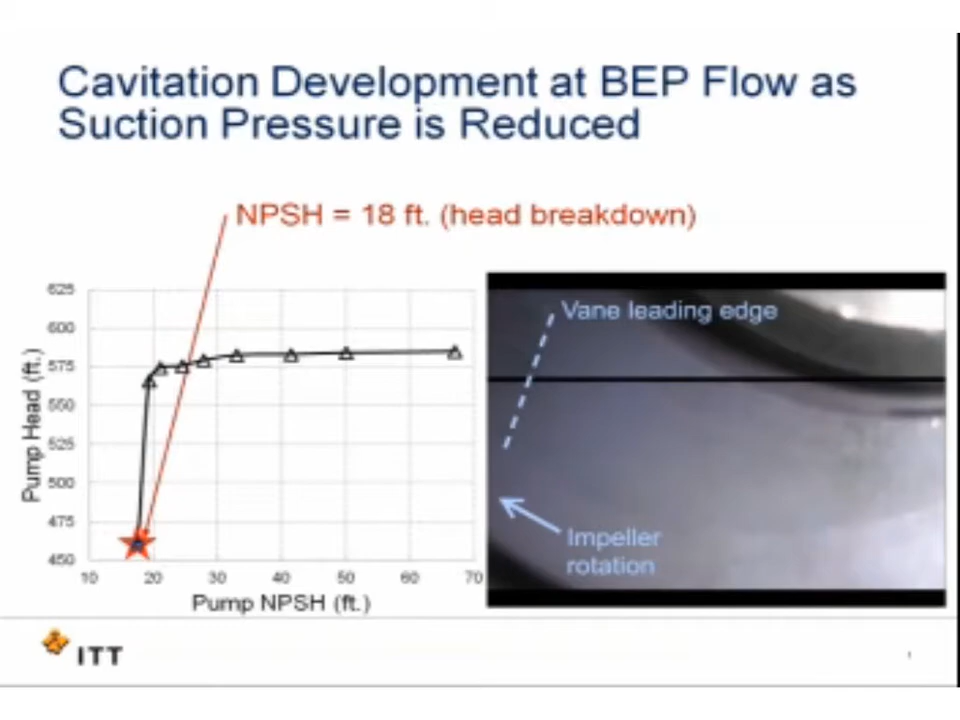 Cavitation Development at BEP Flow as
Suction Pressure is Reduced
NPSH = 18 ft. (head breakdown)
Pump Head (ft.)
625
600
575
550
525
500
475
450
10 20 30 40 50 60 70
Pump NPSH (ft.)
Vane leading edge
Impeller
rotation
ITT